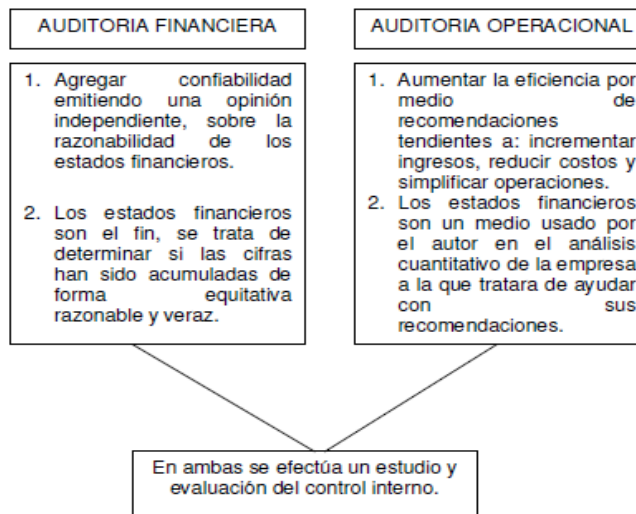 AUDITORIA FINANCIERA
1. Agregar confiabilidad
emitiendo una opinión
independiente, sobre la
razonabilidad de los
estados financieros.
2. Los estados financieros
son el fin, se trata de
determinar si las cifras
han sido acumuladas de
forma equitativa
razonable y veraz.
AUDITORIA OPERACIONAL
1. Aumentar la eficiencia por
medio de
recomendaciones
tendientes a: incrementar
ingresos, reducir costos y
simplificar operaciones.
2. Los estados financieros
son un medio usado por
el autor en el análisis
cuantitativo de la empresa
a la que tratara de ayudar
con sus
recomendaciones.
En ambas se efectúa un estudio y
evaluación del control interno.